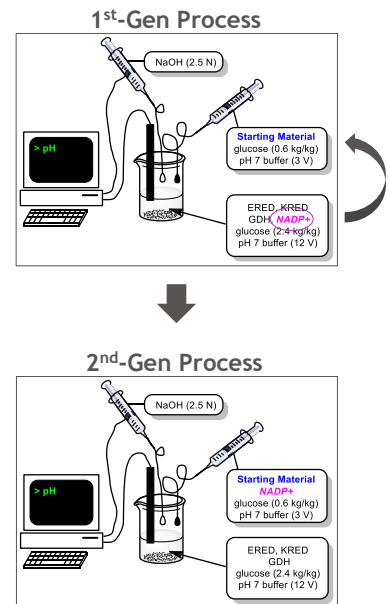 1st-Gen Process
NaOH (2.5 N)
> pH
Starting Material
glucose (0.6 kg/kg)
pH 7 buffer (3 V)
ERED, KRED
GDH, NADP+
glucose (2.4 kg/kg)
pH 7 buffer (12 V)
2nd-Gen Process
NaOH (2.5 N)
> pH
Starting Material
NADP+
glucose (0.6 kg/kg)
pH 7 buffer (3 V)
ERED, KRED
GDH
glucose (2.4 kg/kg)
pH 7 buffer (12 V)